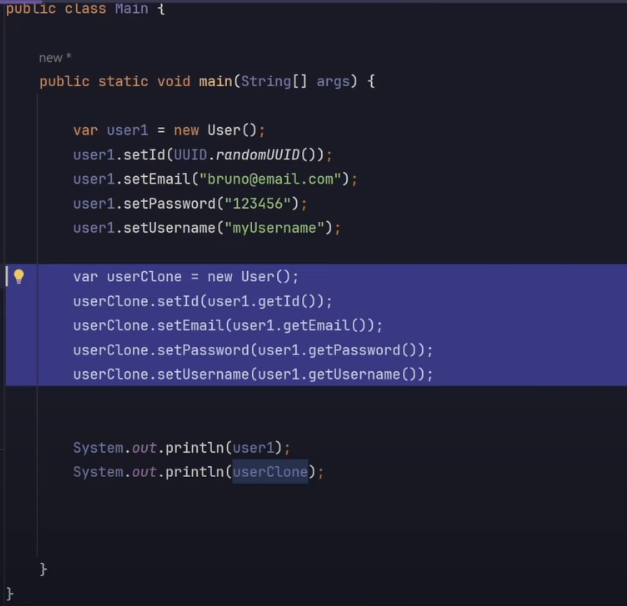 public class Main {
new *
public static void main(String[] args) {
var user1 = new User();
user1.setId(UUID.randomUUID());
user1.setEmail("bruno@email.com");
user1.setPassword("123456");
user1.setUsername("myUsername");
var userClone = new User();
userClone.setId(user1.getId());
userClone.setEmail(user1.getEmail());
userClone.setPassword(user1.getPassword());
userClone.setUsername(user1.getUsername());
System.out.println(user1);
System.out.println(userClone);
}
}